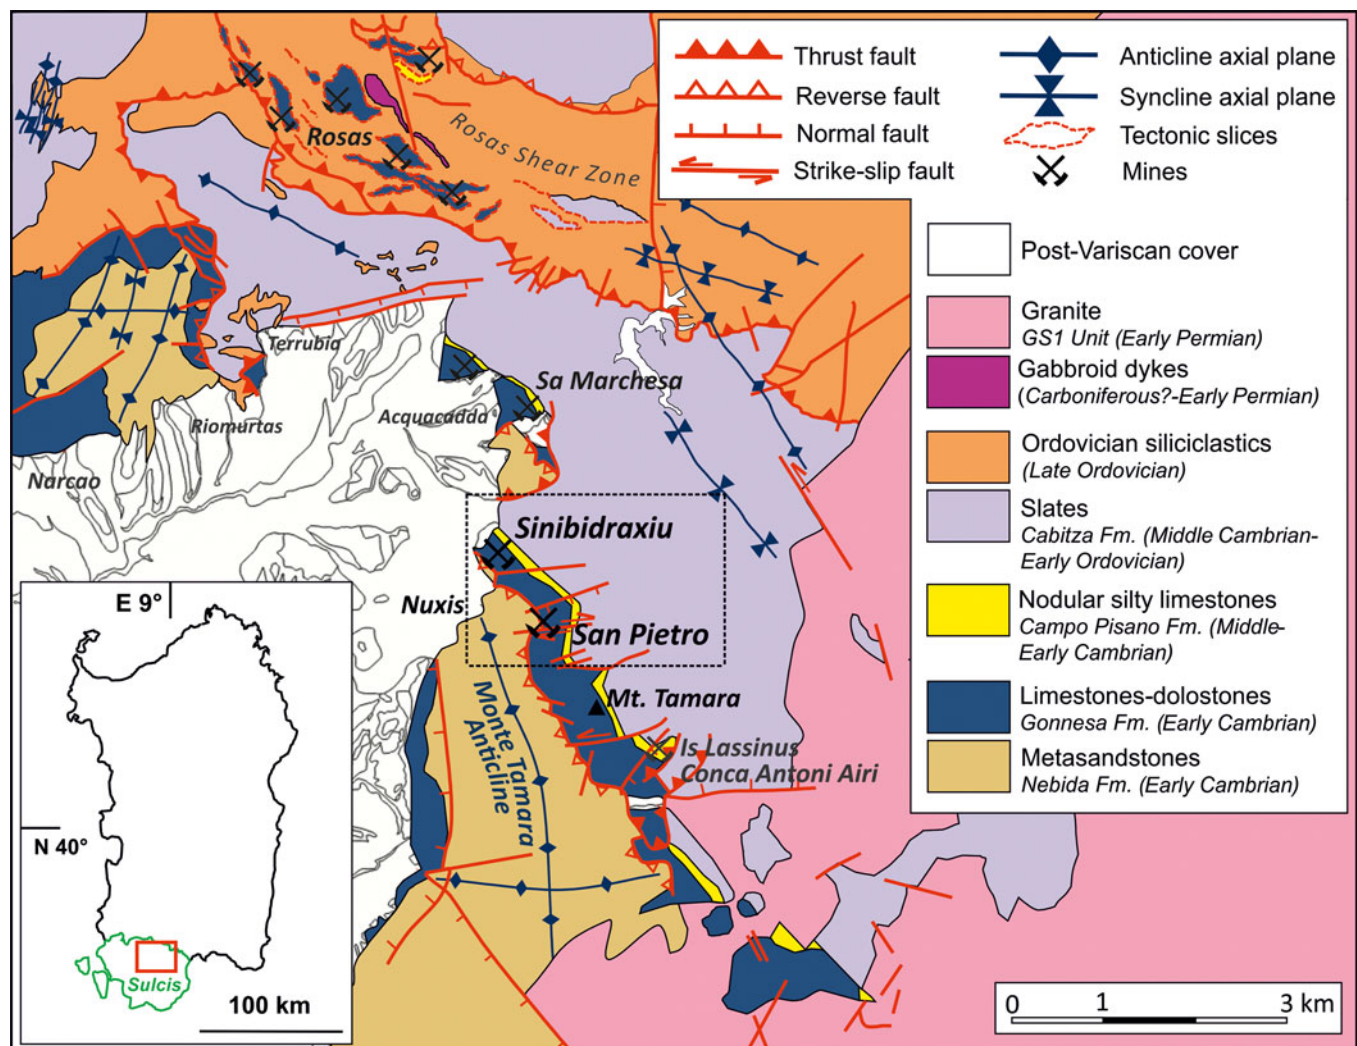 Thrust fault
Reverse fault
Normal fault
Strike-slip fault
Anticline axial plane
Syncline axial plane
Tectonic slices
Mines
Post-Variscan cover
Granite
GS1 Unit (Early Permian)
Gabbroid dykes
(Carboniferous?-Early Permian)
Ordovician siliciclastics
(Late Ordovician)
Slates
Cabitza Fm. (Middle Cambrian-
Early Ordovician)
Nodular silty limestones
Campo Pisano Fm. (Middle-
Early Cambrian)
Limestones-dolostones
Gonnesa Fm. (Early Cambrian)
Metasandstones
Nebida Fm. (Early Cambrian)
Rosas
Rosas Shear Zone
Terrubia
Sa Marchesa
Acquacadda
Riomurtas
Narcao
Sinibidraxiu
Nuxis
San Pietro
Mt. Tamara
Monte Tamara
Anticline
Is Lassinus
Conca Antoni Airi
E 9°
N 40°
Sulcis
100 km
0 1 3 km